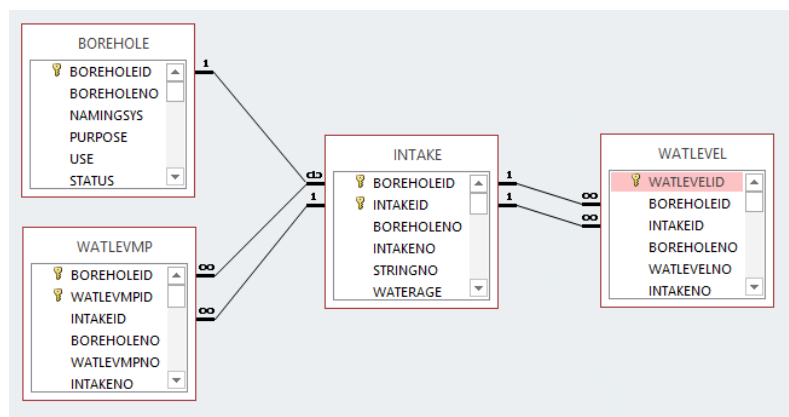 BOREHOLE
BOREHOLEID
BOREHOLENO
NAMINGSYS
PURPOSE
USE
STATUS
1
WATLEVMP
BOREHOLEID
WATLEVMPID
INTAKEID
BOREHOLENO
WATLEVMPNO
INTAKENO
∞
∞
INTAKE
BOREHOLEID
INTAKEID
BOREHOLENO
INTAKENO
STRINGNO
WATERAGE
1
1
1
WATLEVEL
WATLEVELID
BOREHOLEID
INTAKEID
BOREHOLENO
WATLEVELNO
INTAKENO
∞
∞